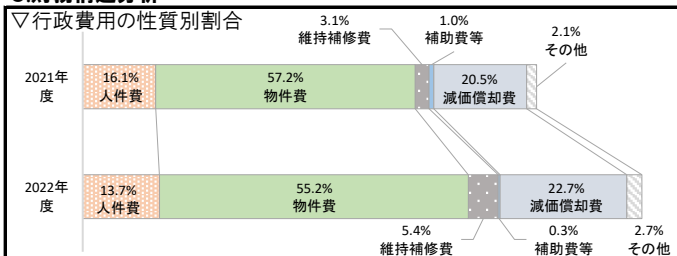 ▽行政費用の性質別割合
3.1%
維持補修費
1.0%
補助費等
2.1%
その他
2021年
度
16.1%
人件費
57.2%
物件費
20.5%
減価償却費
2022年
度
13.7%
人件費
55.2%
物件費
22.7%
減価償却費
5.4%
維持補修費
0.3%
補助費等
2.7%
その他